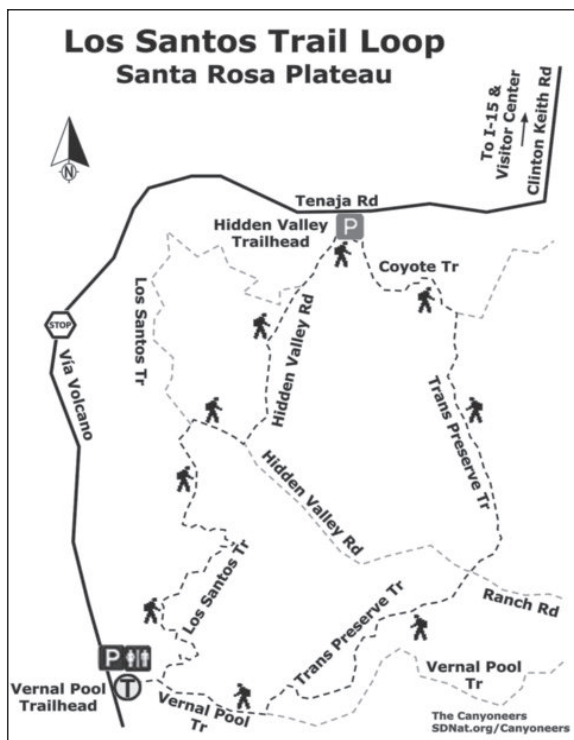 Los Santos Trail Loop
Santa Rosa Plateau
To I-15 &
Visitor Center
Clinton Keith Rd
N
Tenaja Rd
Hidden Valley
Trailhead
P
Coyote Tr
Los Santos Tr
STOP
Hidden Valley Rd
Vía Volcano
Trans Preserve Tr
Hidden Valley Rd
Los Santos Tr
Ranch Rd
Trans Preserve Tr
P
Vernal Pool
Trailhead
T
Vernal Pool
Tr
Vernal Pool
Tr
The Canyoneers
SDNat.org/Canyoneers